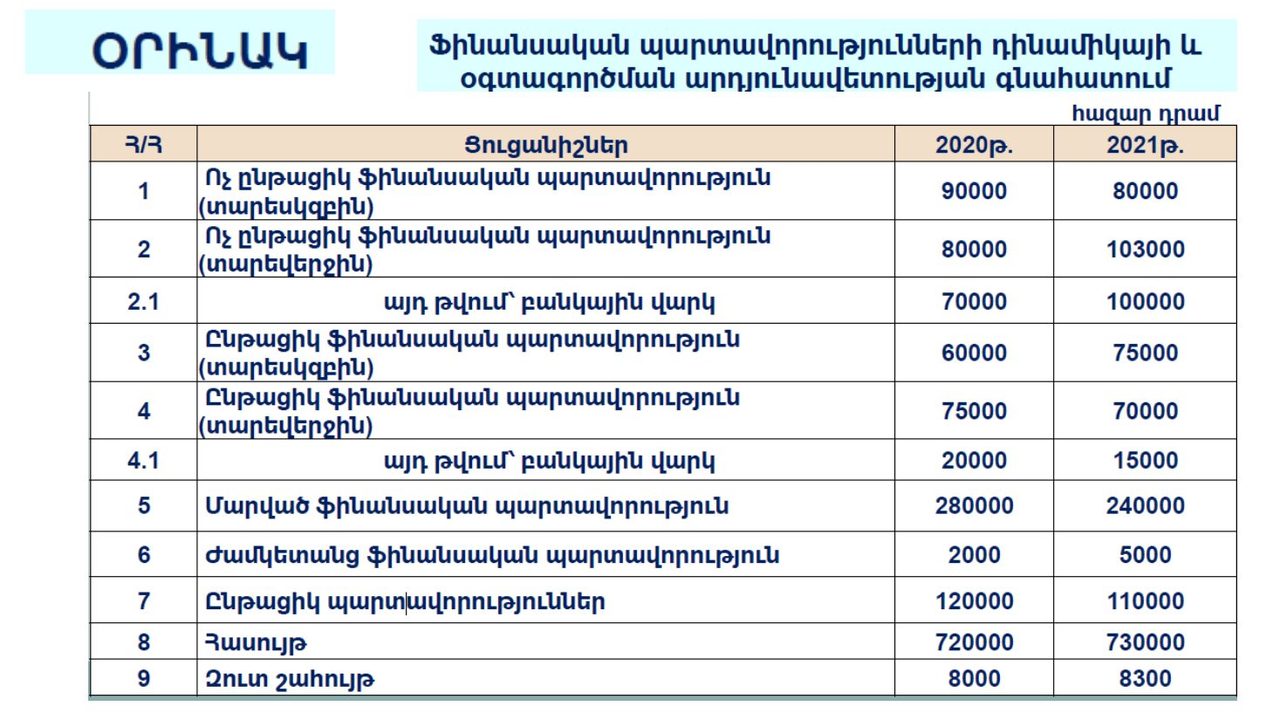 ՕՐԻՆԱԿ
Ֆինանսական պարտավորությունների դինամիկայի և
օգտագործման արդյունավետության գնահատում
հազար դրամ
Հ/Հ Ցուցանիշներ 2020թ. 2021թ.
1 Ոչ ընթացիկ ֆինանսական պարտավորություն (տարեսկզբին) 90000 80000
2 Ոչ ընթացիկ ֆինանսական պարտավորություն (տարեվերջին) 80000 103000
2.1 այդ թվում՝ բանկային վարկ 70000 100000
3 Ընթացիկ ֆինանսական պարտավորություն (տարեսկզբին) 60000 75000
4 Ընթացիկ ֆինանսական պարտավորություն (տարեվերջին) 75000 70000
4.1 այդ թվում՝ բանկային վարկ 20000 15000
5 Մարված ֆինանսական պարտավորություն 280000 240000
6 Ժամկետանց ֆինանսական պարտավորություն 2000 5000
7 Ընթացիկ պարտավորություններ 120000 110000
8 Հասույթ 720000 730000
9 Զուտ շահույթ 8000 8300